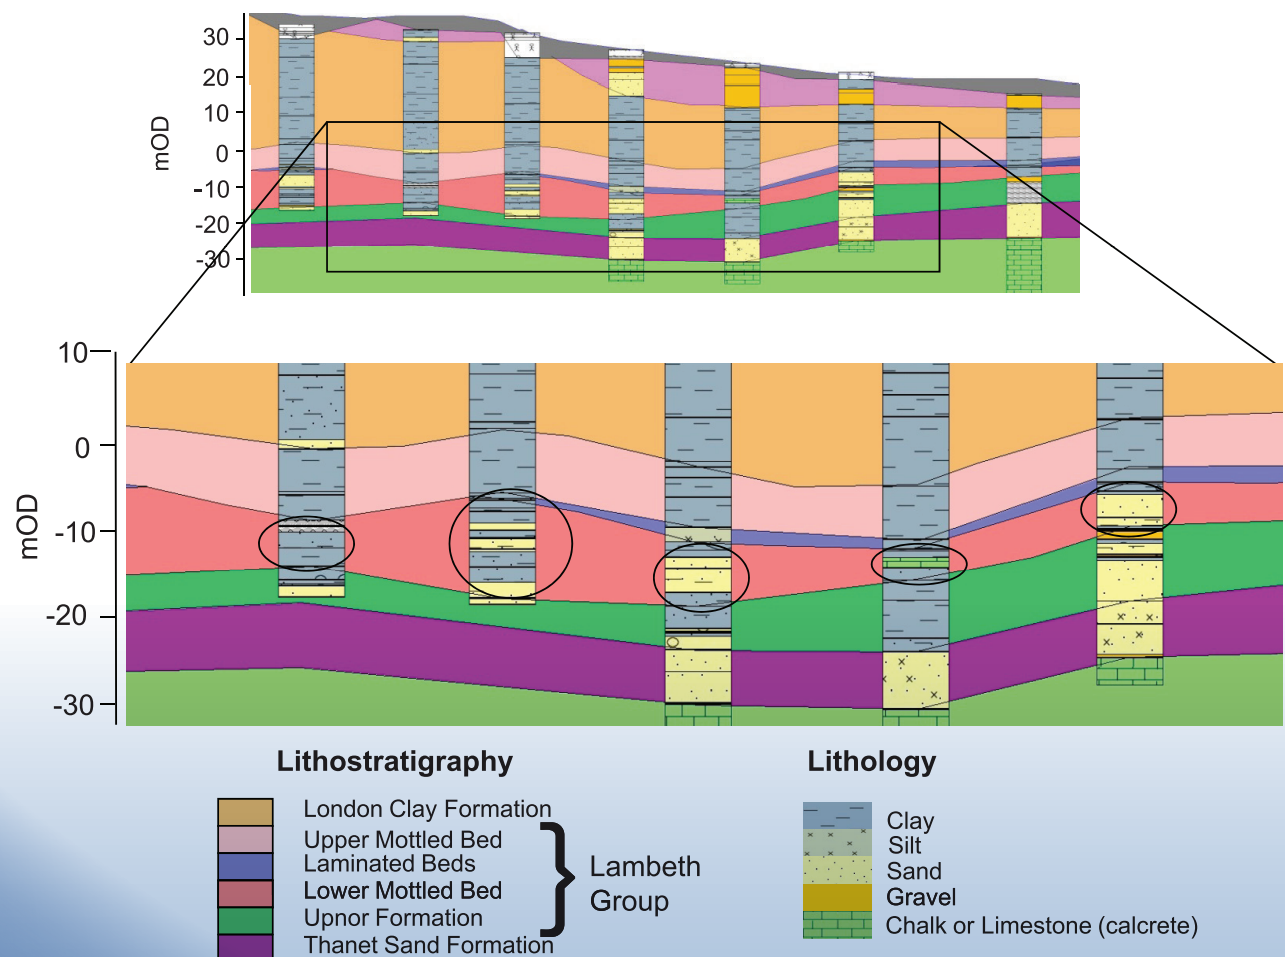 30
20
10
0
-10
-20
-30
mOD
10
0
-10
-20
-30
mOD
Lithostratigraphy
London Clay Formation
Upper Mottled Bed
Laminated Beds
Lower Mottled Bed
Upnor Formation
Thanet Sand Formation
Lambeth
Group
Lithology
Clay
Silt
Sand
Gravel
Chalk or Limestone (calcrete)